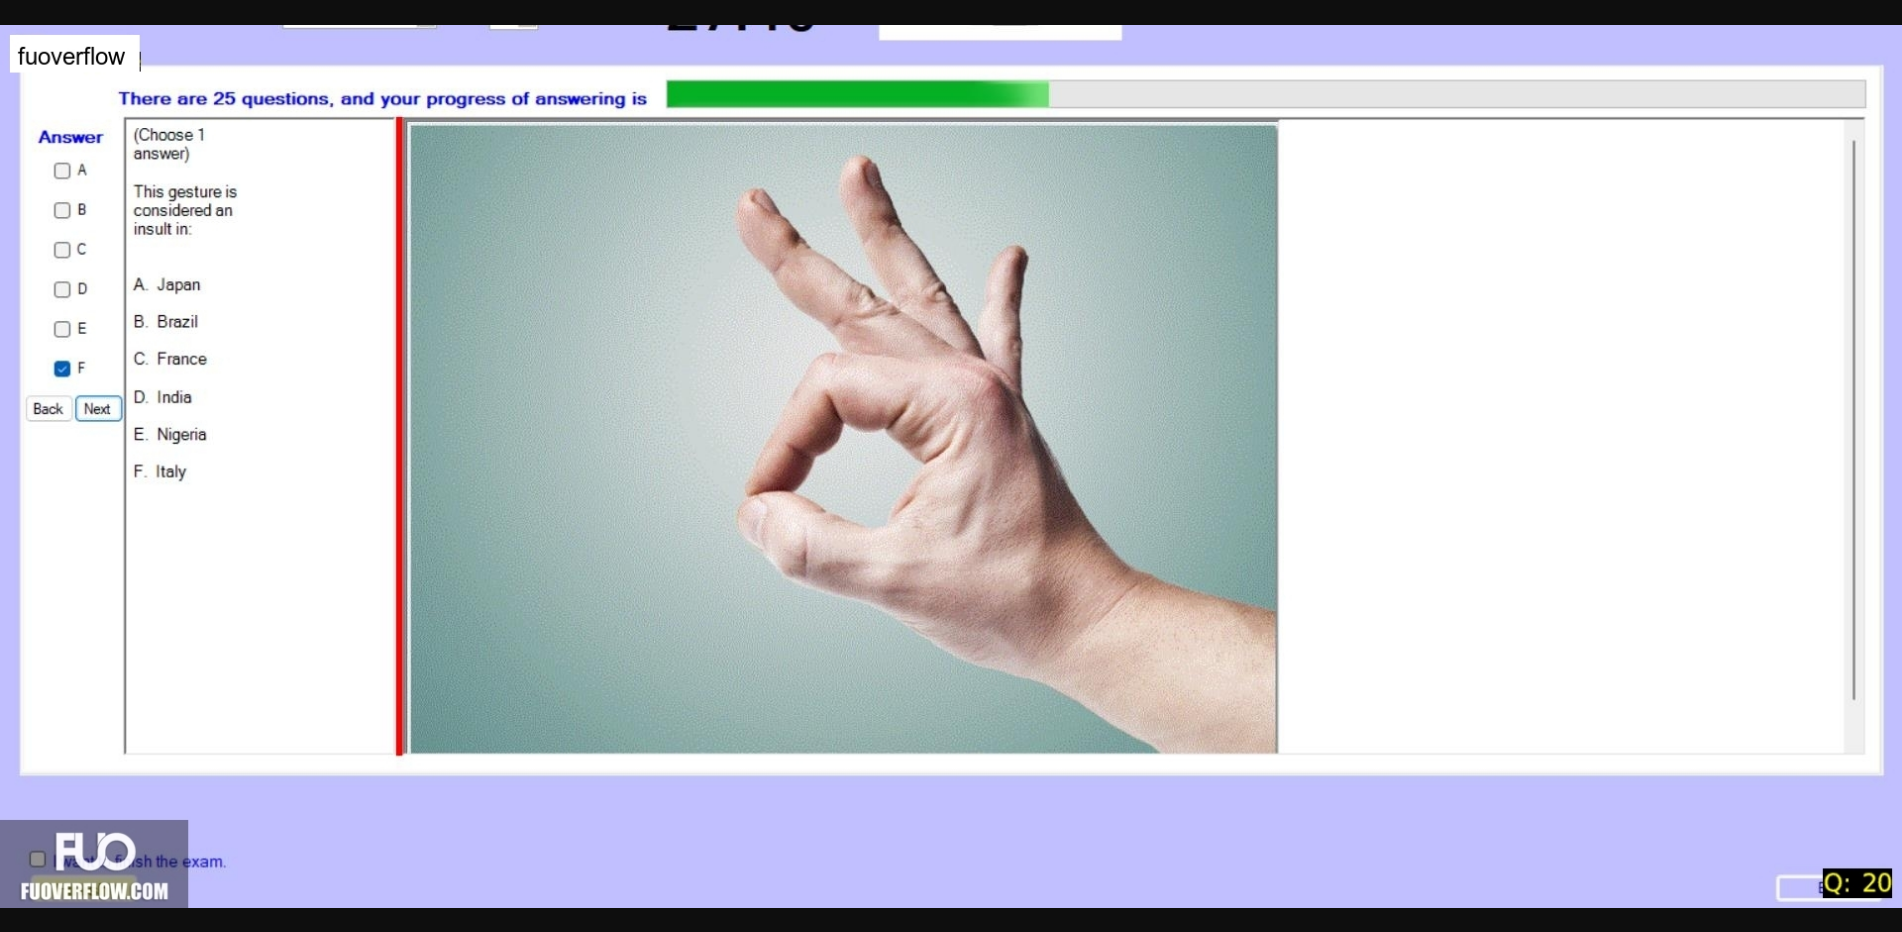 fuoverflow
There are 25 questions, and your progress of answering is
Answer
A
B
C
D
E
F
Back Next
(Choose 1
answer)
This gesture is
considered an
insult in:
A. Japan
B. Brazil
C. France
D. India
E. Nigeria
F. Italy
FUO
sh the exam.
FUOVERFLOW.COM
Q: 20